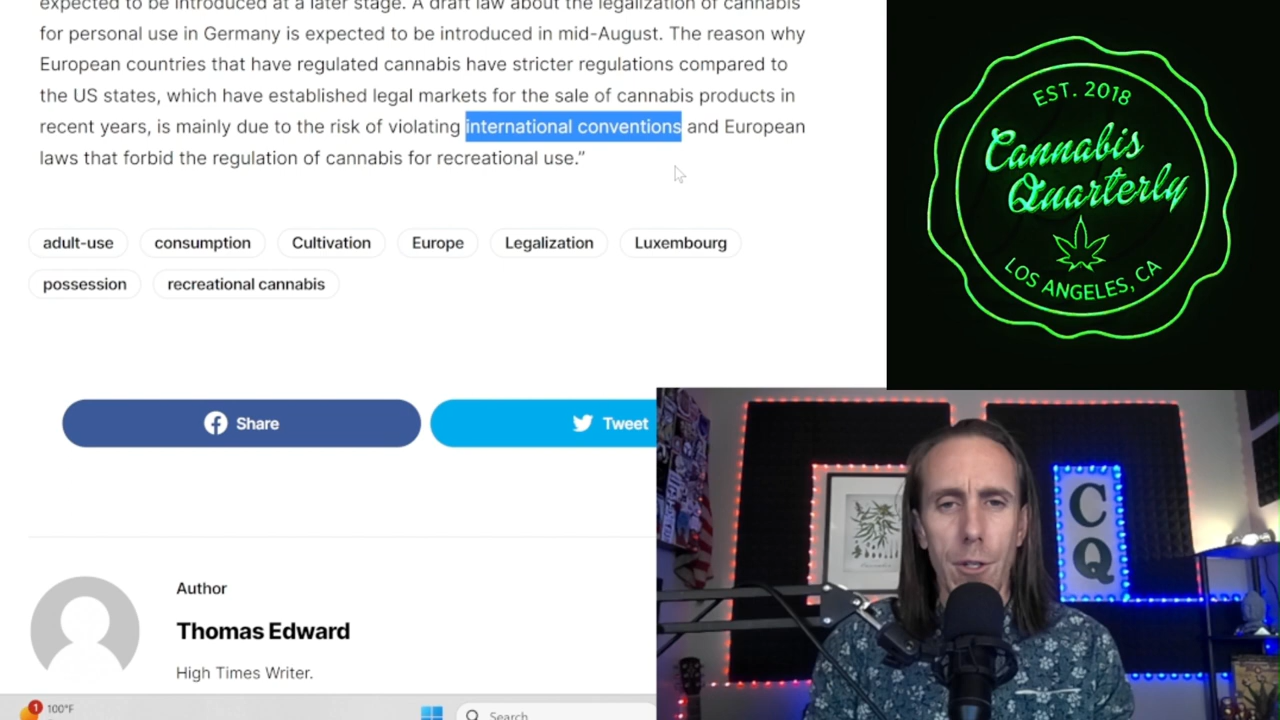 expected to be introduced at a later stage. A draft law about the legalization of cannabis
for personal use in Germany is expected to be introduced in mid-August. The reason why
European countries that have regulated cannabis have stricter regulations compared to
the US states, which have established legal markets for the sale of cannabis products in
recent years, is mainly due to the risk of violating international conventions and European
laws that forbid the regulation of cannabis for recreational use.”
adult-use
consumption
Cultivation
Europe
Legalization
Luxembourg
possession
recreational cannabis
Share
Tweet
Author
Thomas Edward
High Times Writer.
1
100°F
Search
EST. 2018
Cannabis
Quarterly
LOS ANGELES, CA
C
Q